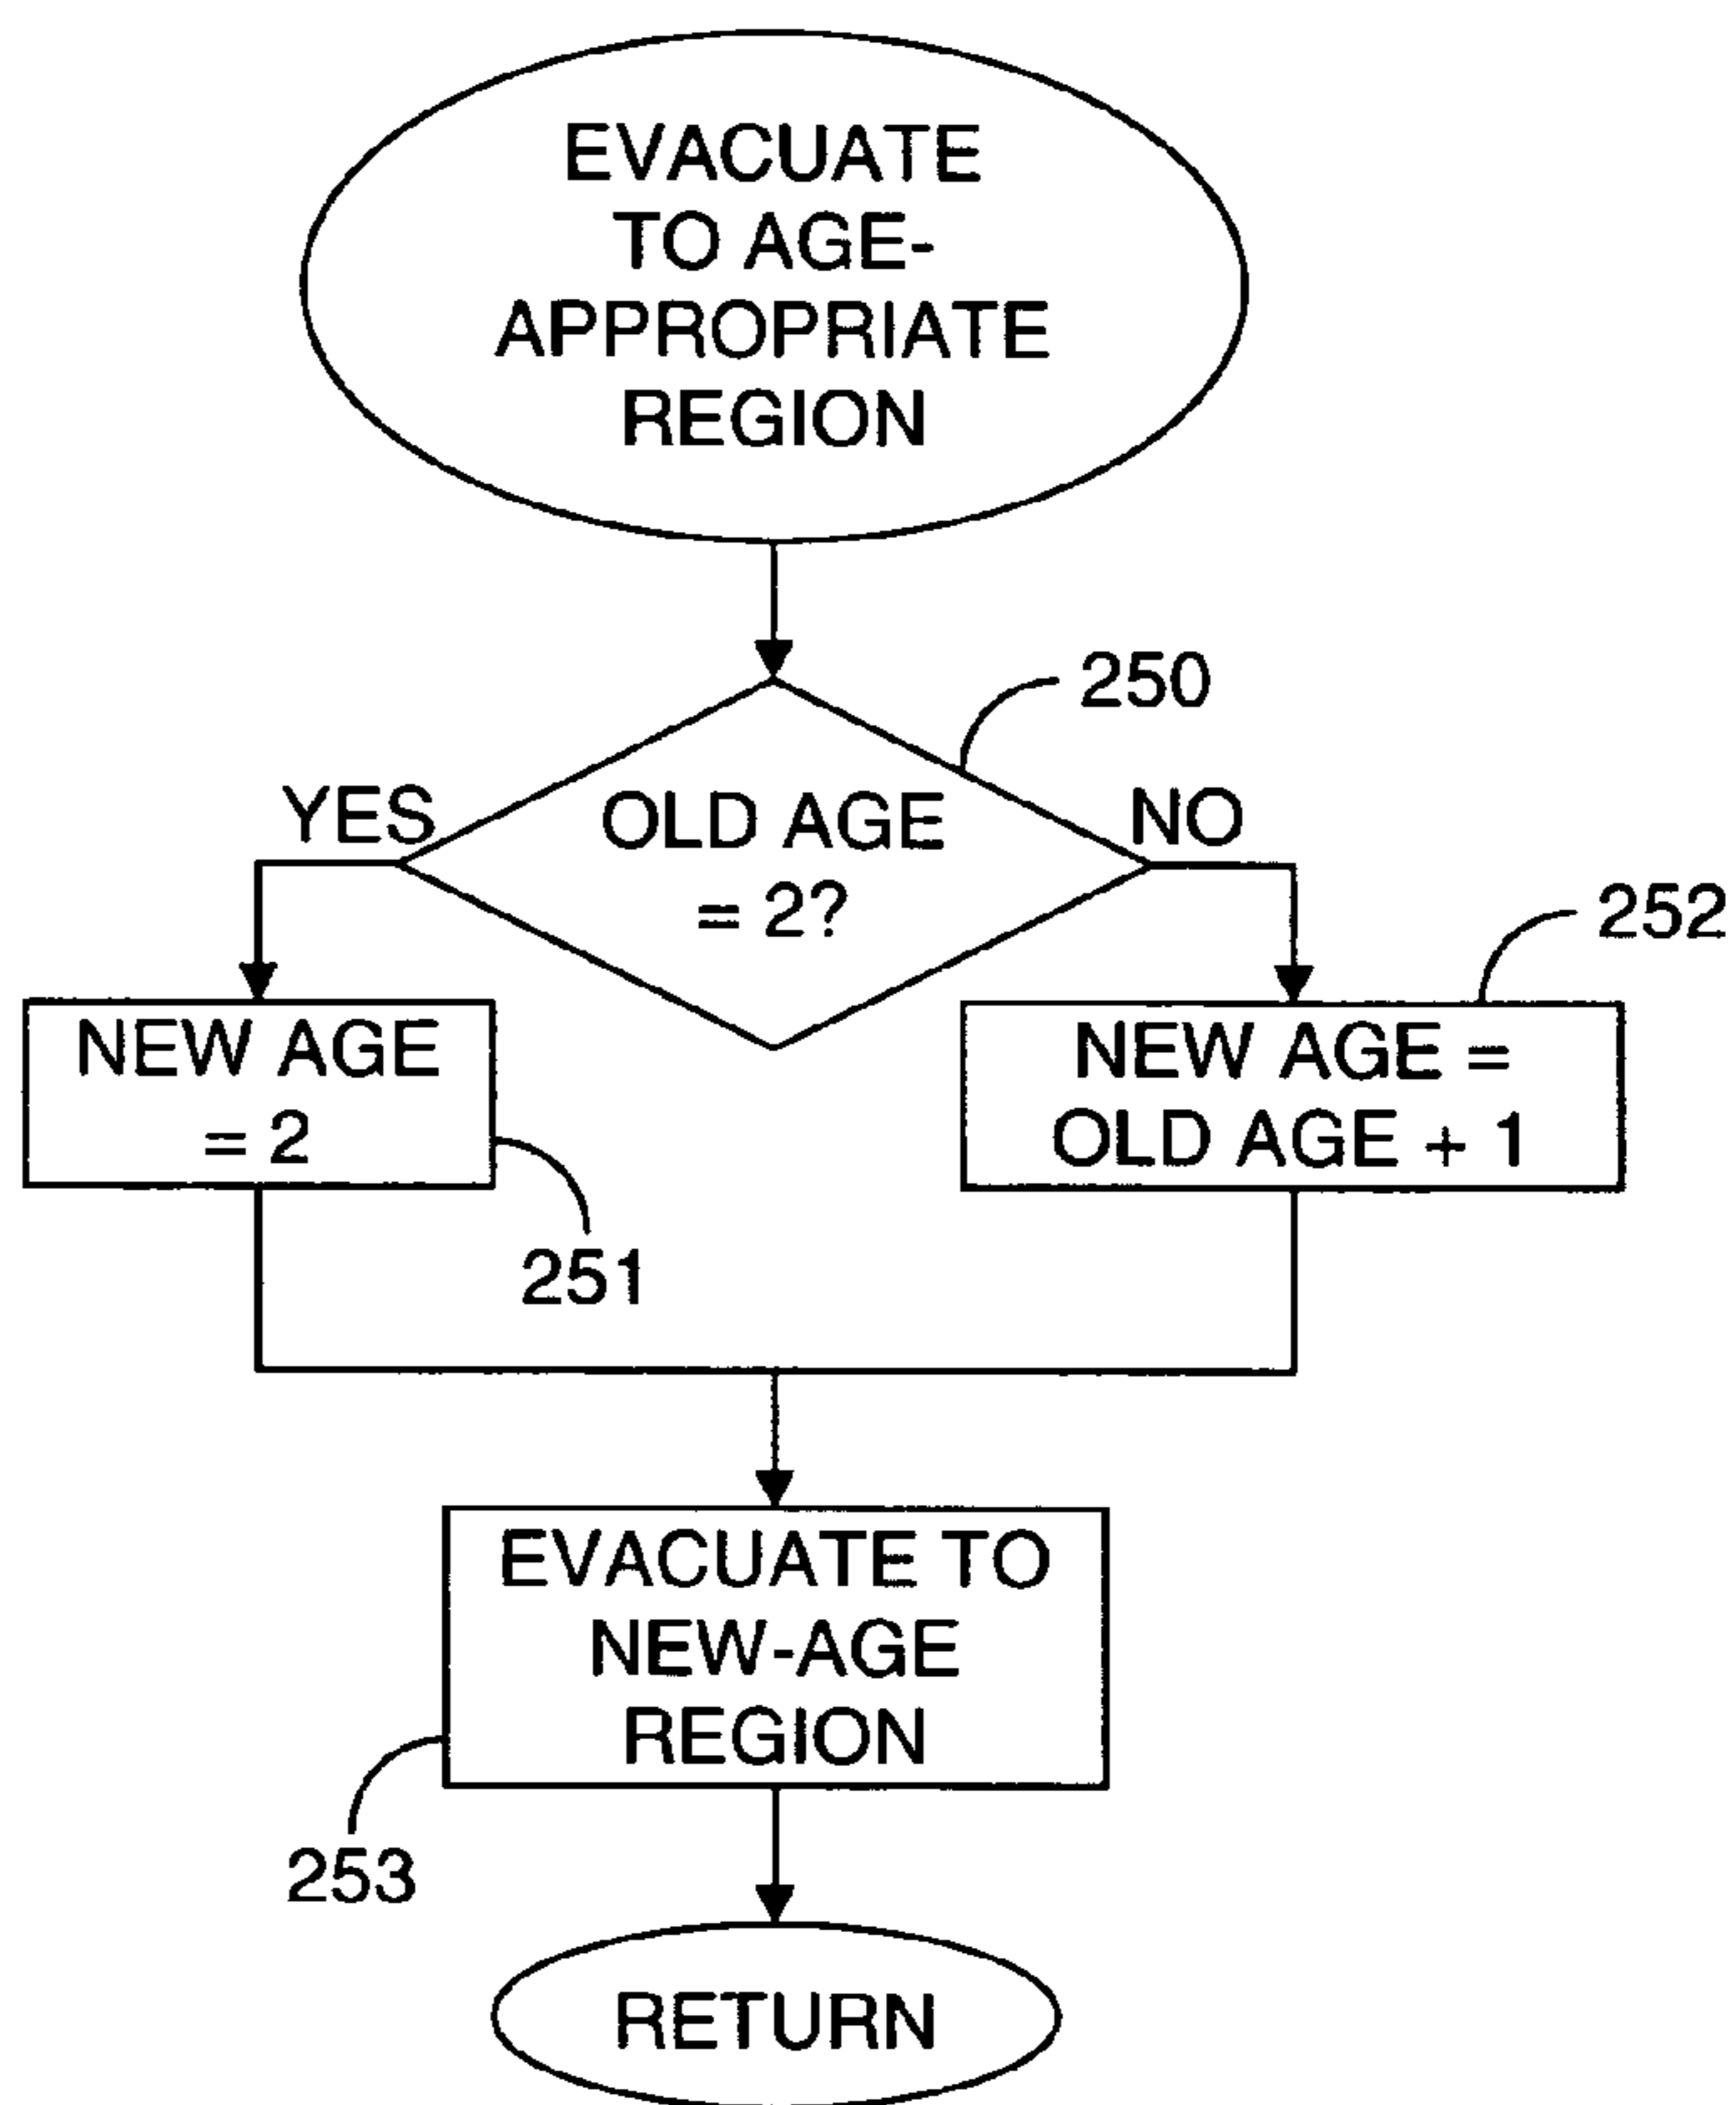 EVACUATE
TO AGE-
APPROPRIATE
REGION
250
YES
OLD AGE
= 2?
NO
252
NEW AGE
= 2
NEW AGE =
OLD AGE + 1
251
EVACUATE TO
NEW-AGE
REGION
253
RETURN